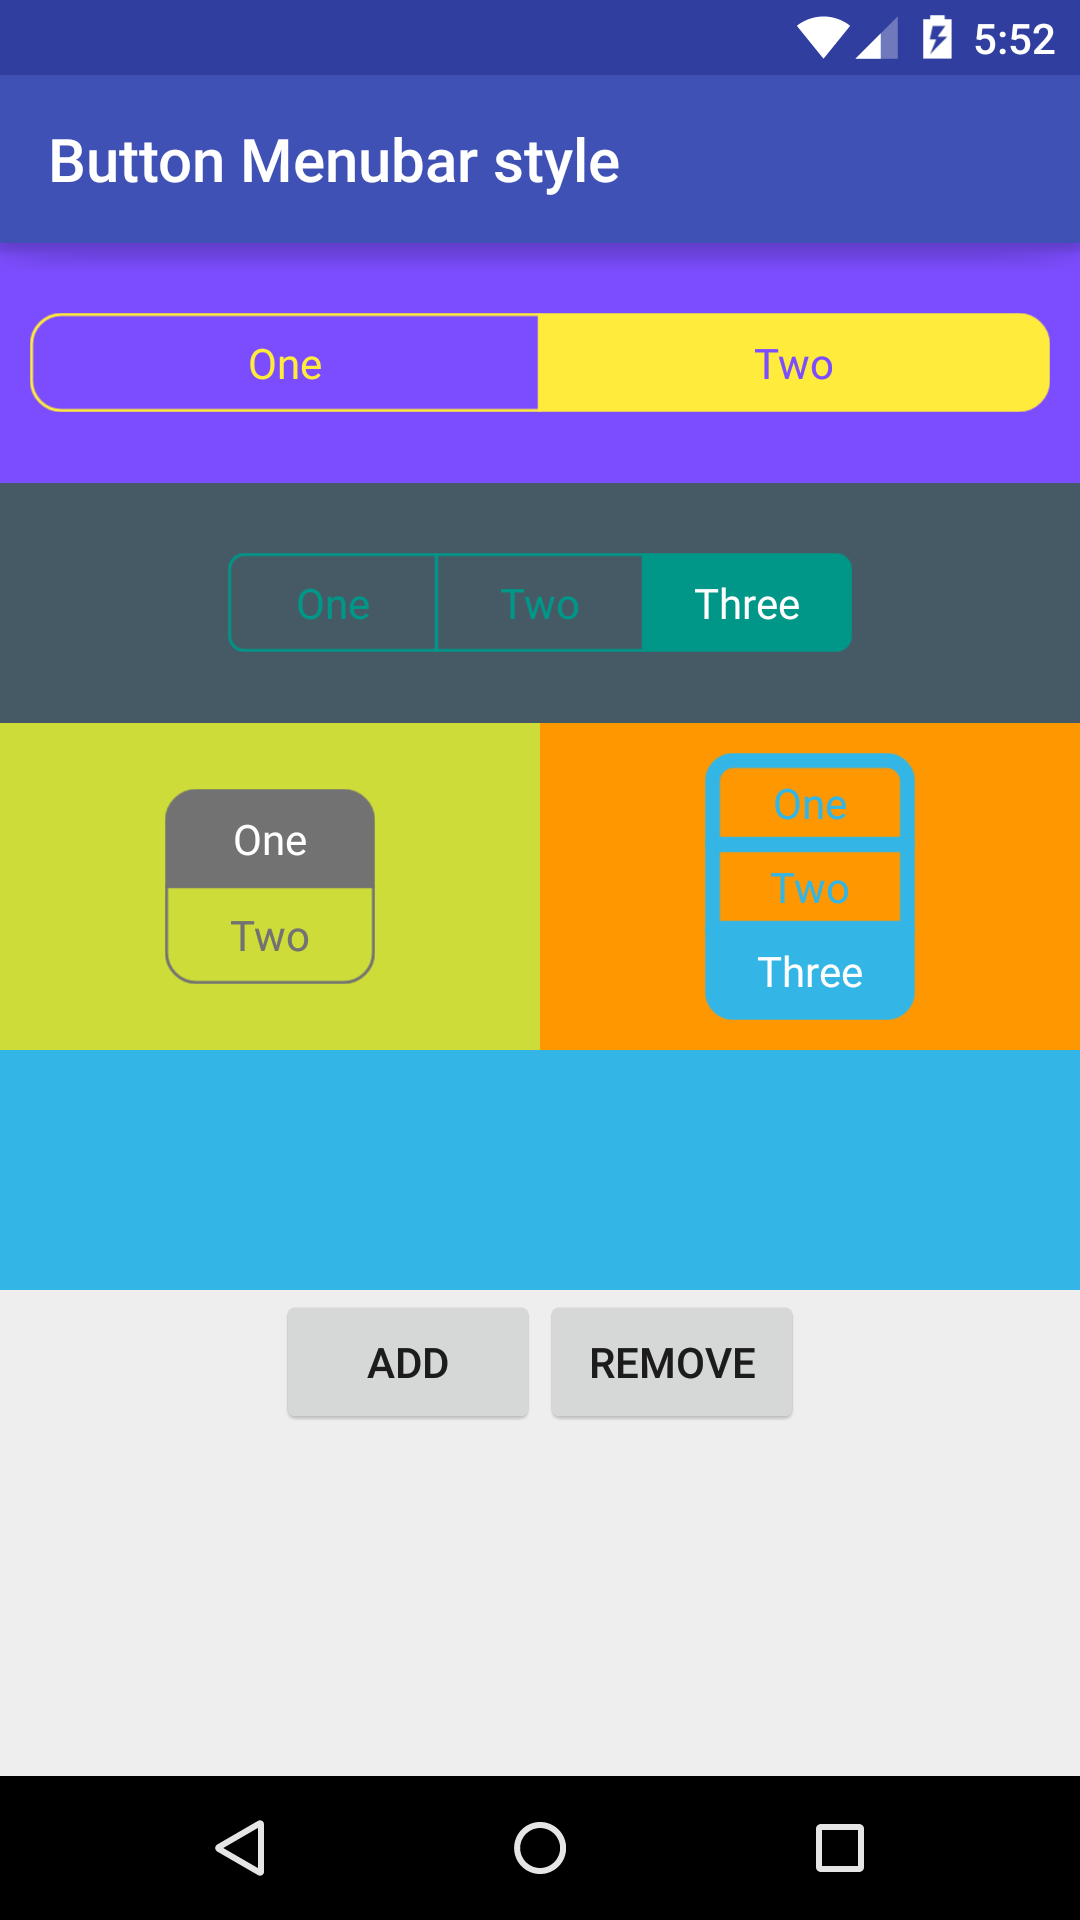 5:52
Button Menubar style
One Two
One Two Three
One
Two
One
Two
Three
ADD REMOVE